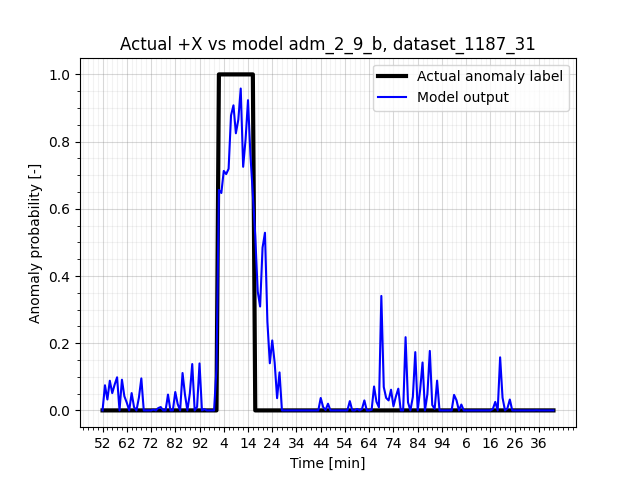 Actual +X vs model adm_2_9_b, dataset_1187_31
Actual anomaly label
Model output
Anomaly probability [-]
1.0
0.8
0.6
0.4
0.2
0.0
52 62 72 82 92 4 14 24 34 44 54 64 74 84 94 6 16 26 36
Time [min]